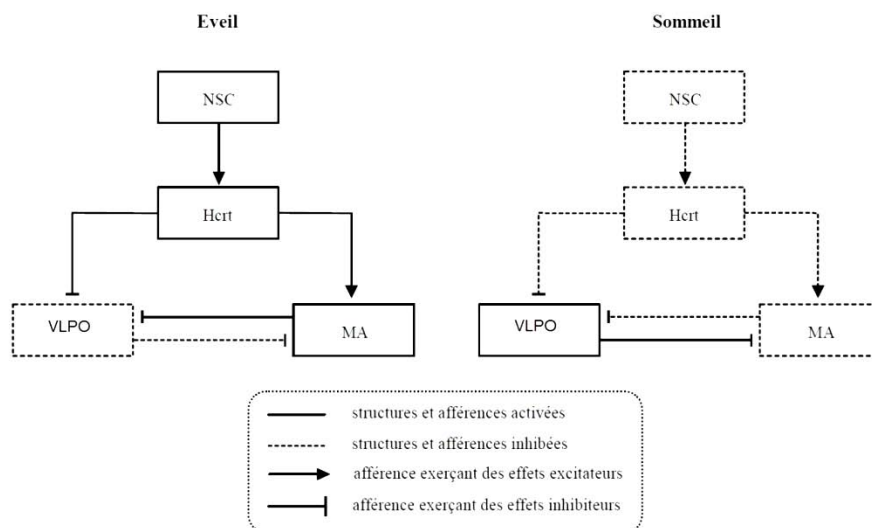 Eveil
Sommeil
NSC
NSC
Hcrt
Hcrt
VLPO
MA
VLPO
MA
structures et afférences activées
structures et afférences inhibées
afférence exerçant des effets excitateurs
afférence exerçant des effets inhibiteurs